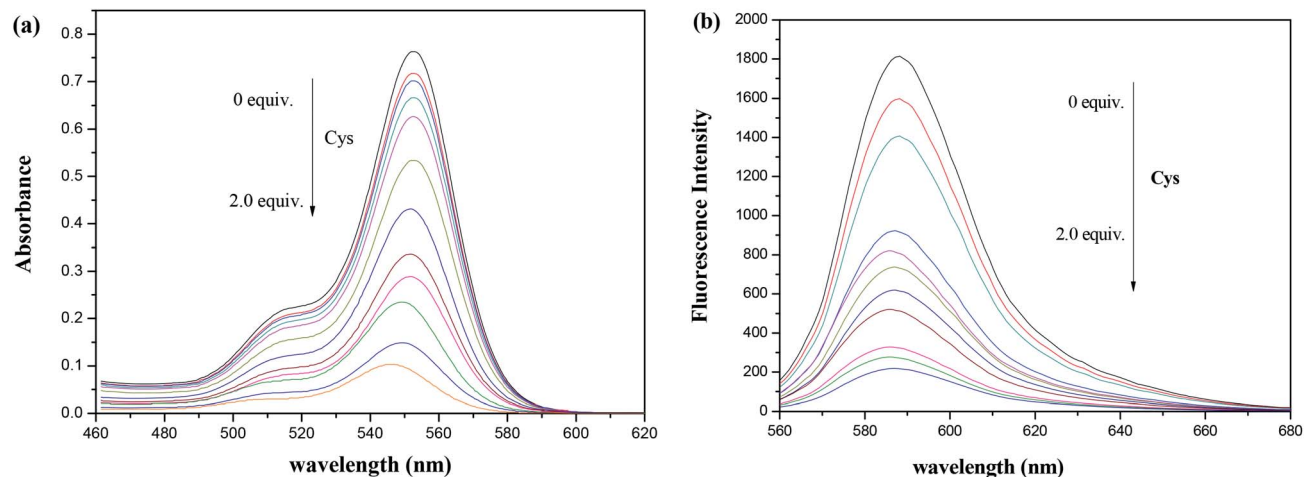 (a)
0.8
0.7
0.6
0.5
0.4
0.3
0.2
0.1
0.0
Absorbance
0 equiv.
Cys
2.0 equiv.
460 480 500 520 540 560 580 600 620
wavelength (nm)
(b)
2000
1800
1600
1400
1200
1000
800
600
400
200
0
Fluorescence Intensity
0 equiv.
Cys
2.0 equiv.
560 580 600 620 640 660 680
wavelength (nm)